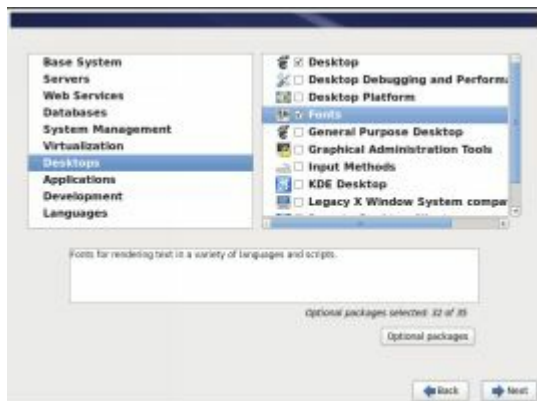 Base System
Servers
Web Services
Databases
System Management
Virtualization
Desktops
Applications
Development
Languages
Desktop
Desktop Debugging and Performa
Desktop Platform
Fonts
General Purpose Desktop
Graphical Administration Tools
Input Methods
KDE Desktop
Legacy X Window System compa
Fonts for rendering text in a variety of languages and scripts.
Optional packages selected: 32 of 35
Optional packages
Back
Next